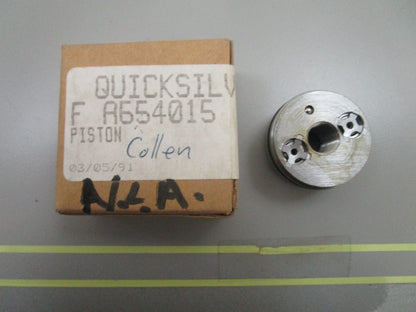 QUICKSILV
F A654015
PISTON
Collen
03/05/91
N.L.A.